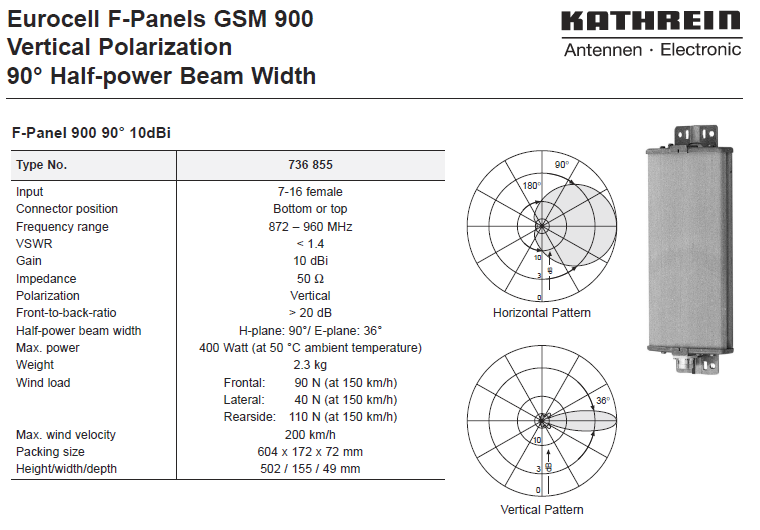 Eurocell F-Panels GSM 900
Vertical Polarization
90° Half-power Beam Width
KATHREIN
Antennen · Electronic
F-Panel 900 90° 10dBi
Type No. 736 855
Input 7-16 female
Connector position Bottom or top
Frequency range 872 – 960 MHz
VSWR < 1.4
Gain 10 dBi
Impedance 50 Ω
Polarization Vertical
Front-to-back-ratio > 20 dB
Half-power beam width H-plane: 90°/ E-plane: 36°
Max. power 400 Watt (at 50 °C ambient temperature)
Weight 2.3 kg
Wind load Frontal: 90 N (at 150 km/h)
Lateral: 40 N (at 150 km/h)
Rearside: 110 N (at 150 km/h)
Max. wind velocity 200 km/h
Packing size 604 x 172 x 72 mm
Height/width/depth 502 / 155 / 49 mm
90°
180°
10
3
dB
0
Horizontal Pattern
36°
10
3
dB
0
Vertical Pattern